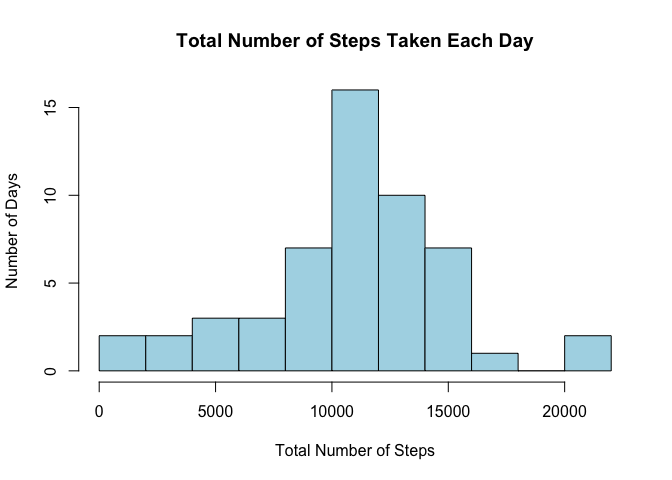 Total Number of Steps Taken Each Day
15
10
5
0
Number of Days
0 5000 10000 15000 20000
Total Number of Steps